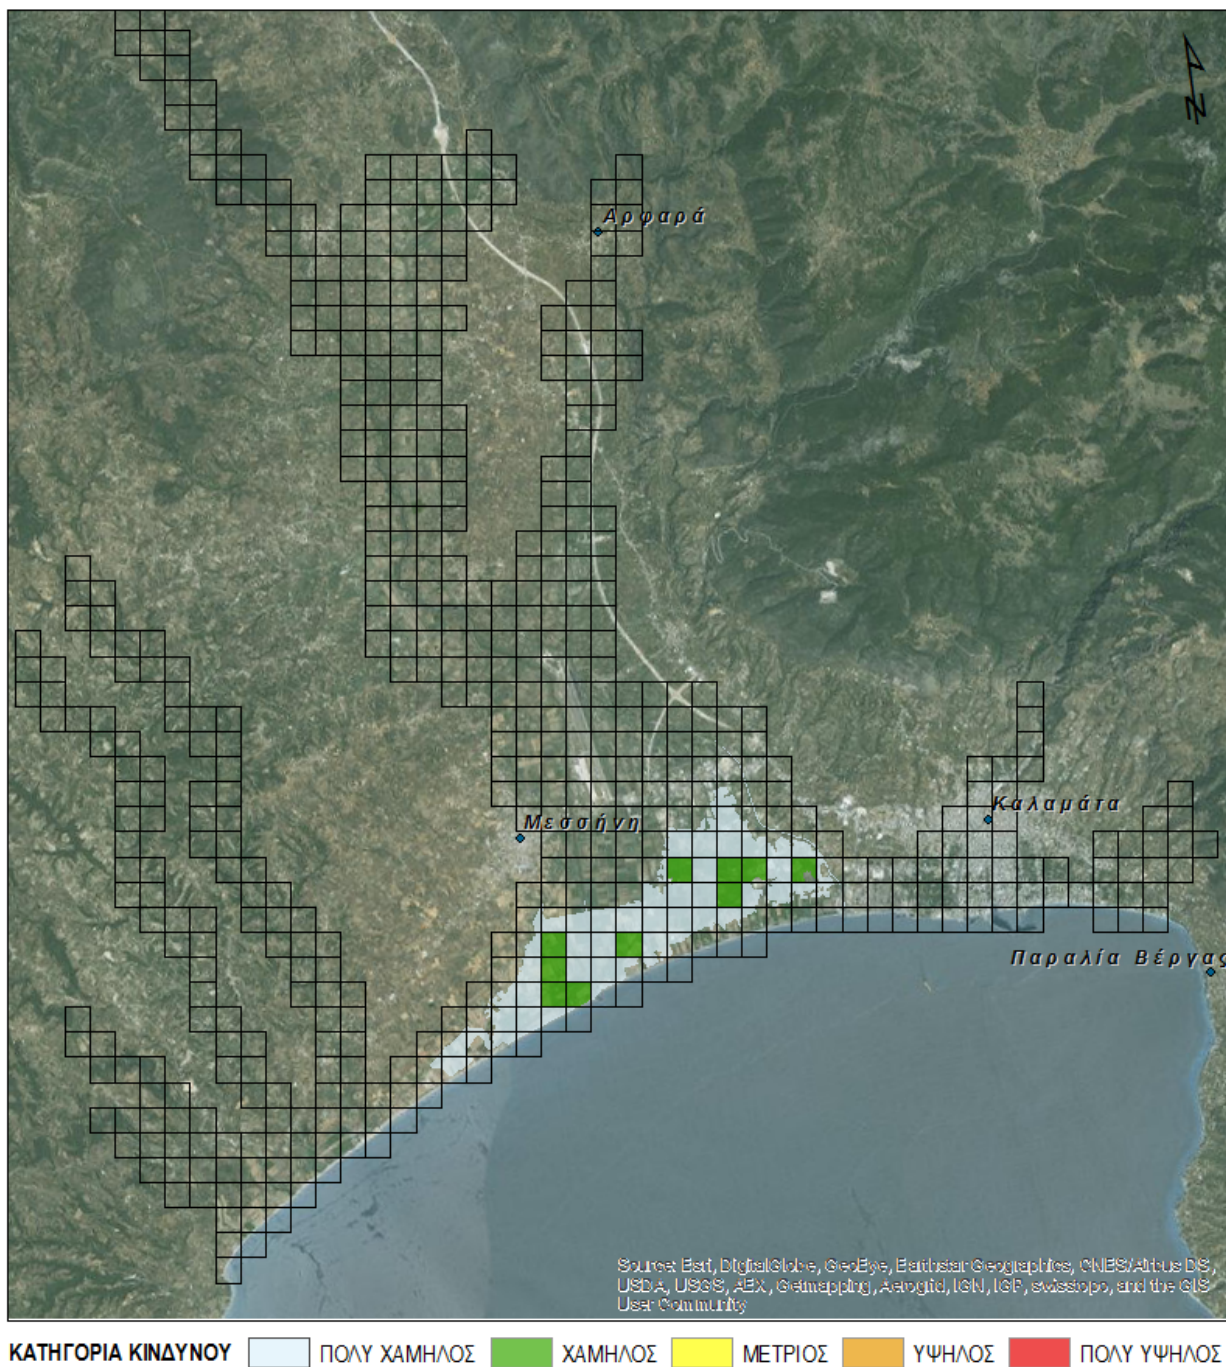 N
Αρφαρά
Καλαμάτα
Μεσσήνη
Παραλία Βέργας
Source: Esri, DigitalGlobe, GeoEye, Earthstar Geographics, CNES/Airbus DS,
USDA, USGS, AEX, Getmapping, Aerogrid, IGN, IGP, swisstopo, and the GIS
User Community
ΚΑΤΗΓΟΡΙΑ ΚΙΝΔΥΝΟΥ ΠΟΛΥ ΧΑΜΗΛΟΣ ΧΑΜΗΛΟΣ ΜΕΤΡΙΟΣ ΥΨΗΛΟΣ ΠΟΛΥ ΥΨΗΛΟΣ